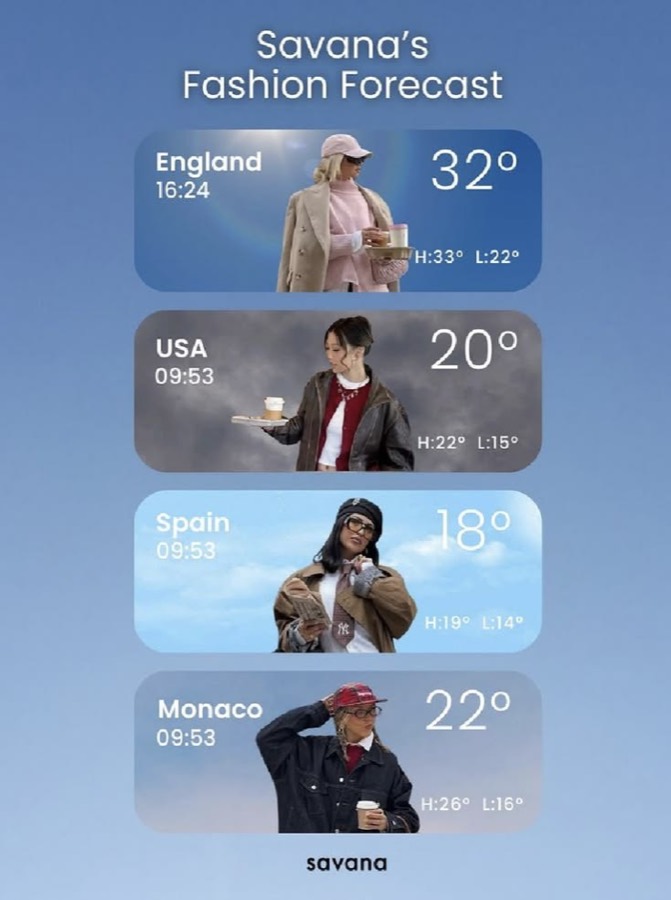 Savana’s
Fashion Forecast
England
16:24
32°
H:33° L:22°
USA
09:53
20°
H:22° L:15°
Spain
09:53
18°
H:19° L:14°
NY
Monaco
09:53
22°
H:26° L:16°
savana